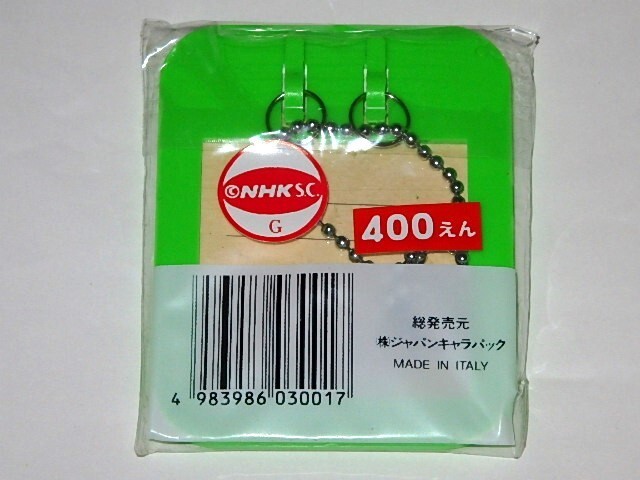 ©NHK S.C.
G
400えん
総発売元
㈱ジャパンキャラパック
MADE IN ITALY
4 983986 030017